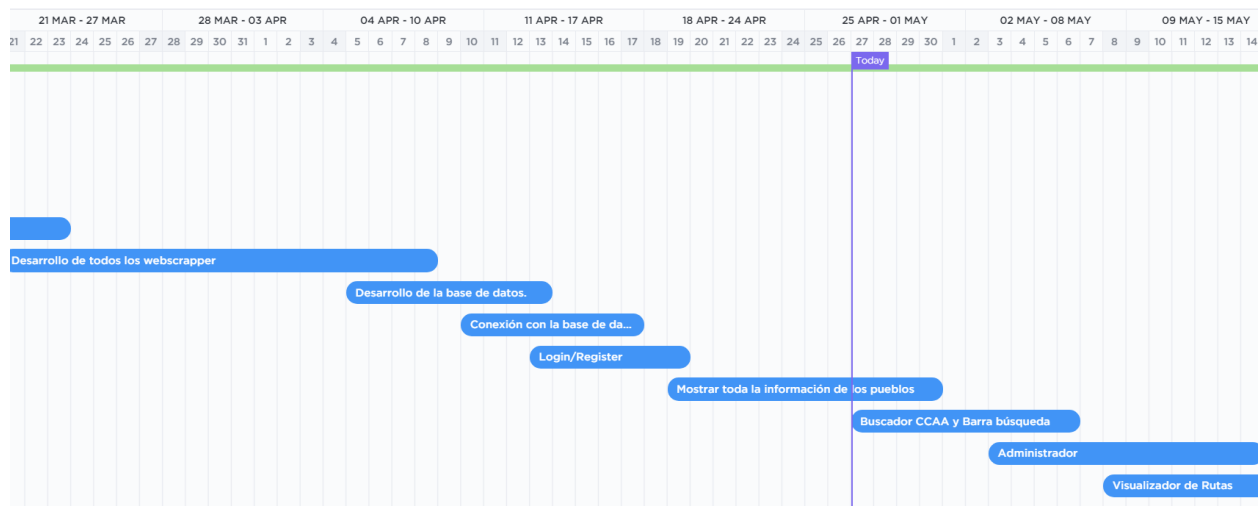 21 MAR - 27 MAR 28 MAR - 03 APR 04 APR - 10 APR 11 APR - 17 APR 18 APR - 24 APR 25 APR - 01 MAY 02 MAY - 08 MAY 09 MAY - 15 MAY
21 22 23 24 25 26 27 28 29 30 31 1 2 3 4 5 6 7 8 9 10 11 12 13 14 15 16 17 18 19 20 21 22 23 24 25 26 27 28 29 30 1 2 3 4 5 6 7 8 9 10 11 12 13 14
Today
Desarrollo de todos los webscrapper
Desarrollo de la base de datos.
Conexión con la base de da...
Login/Register
Mostrar toda la información de los pueblos
Buscador CCAA y Barra búsqueda
Administrador
Visualizador de Rutas